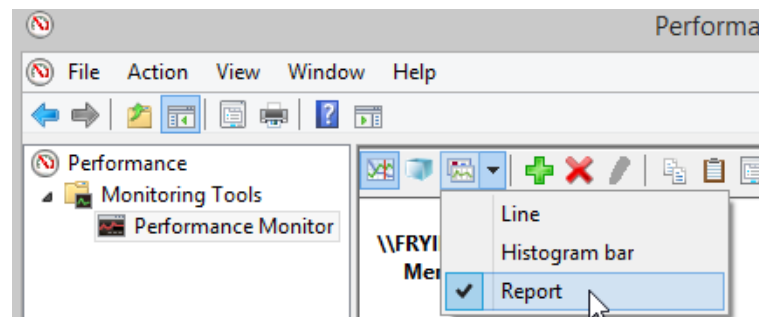 Performa
File Action View Window Help
Performance
Monitoring Tools
Performance Monitor
Line
\\FRYI
Histogram bar
Mer
Report